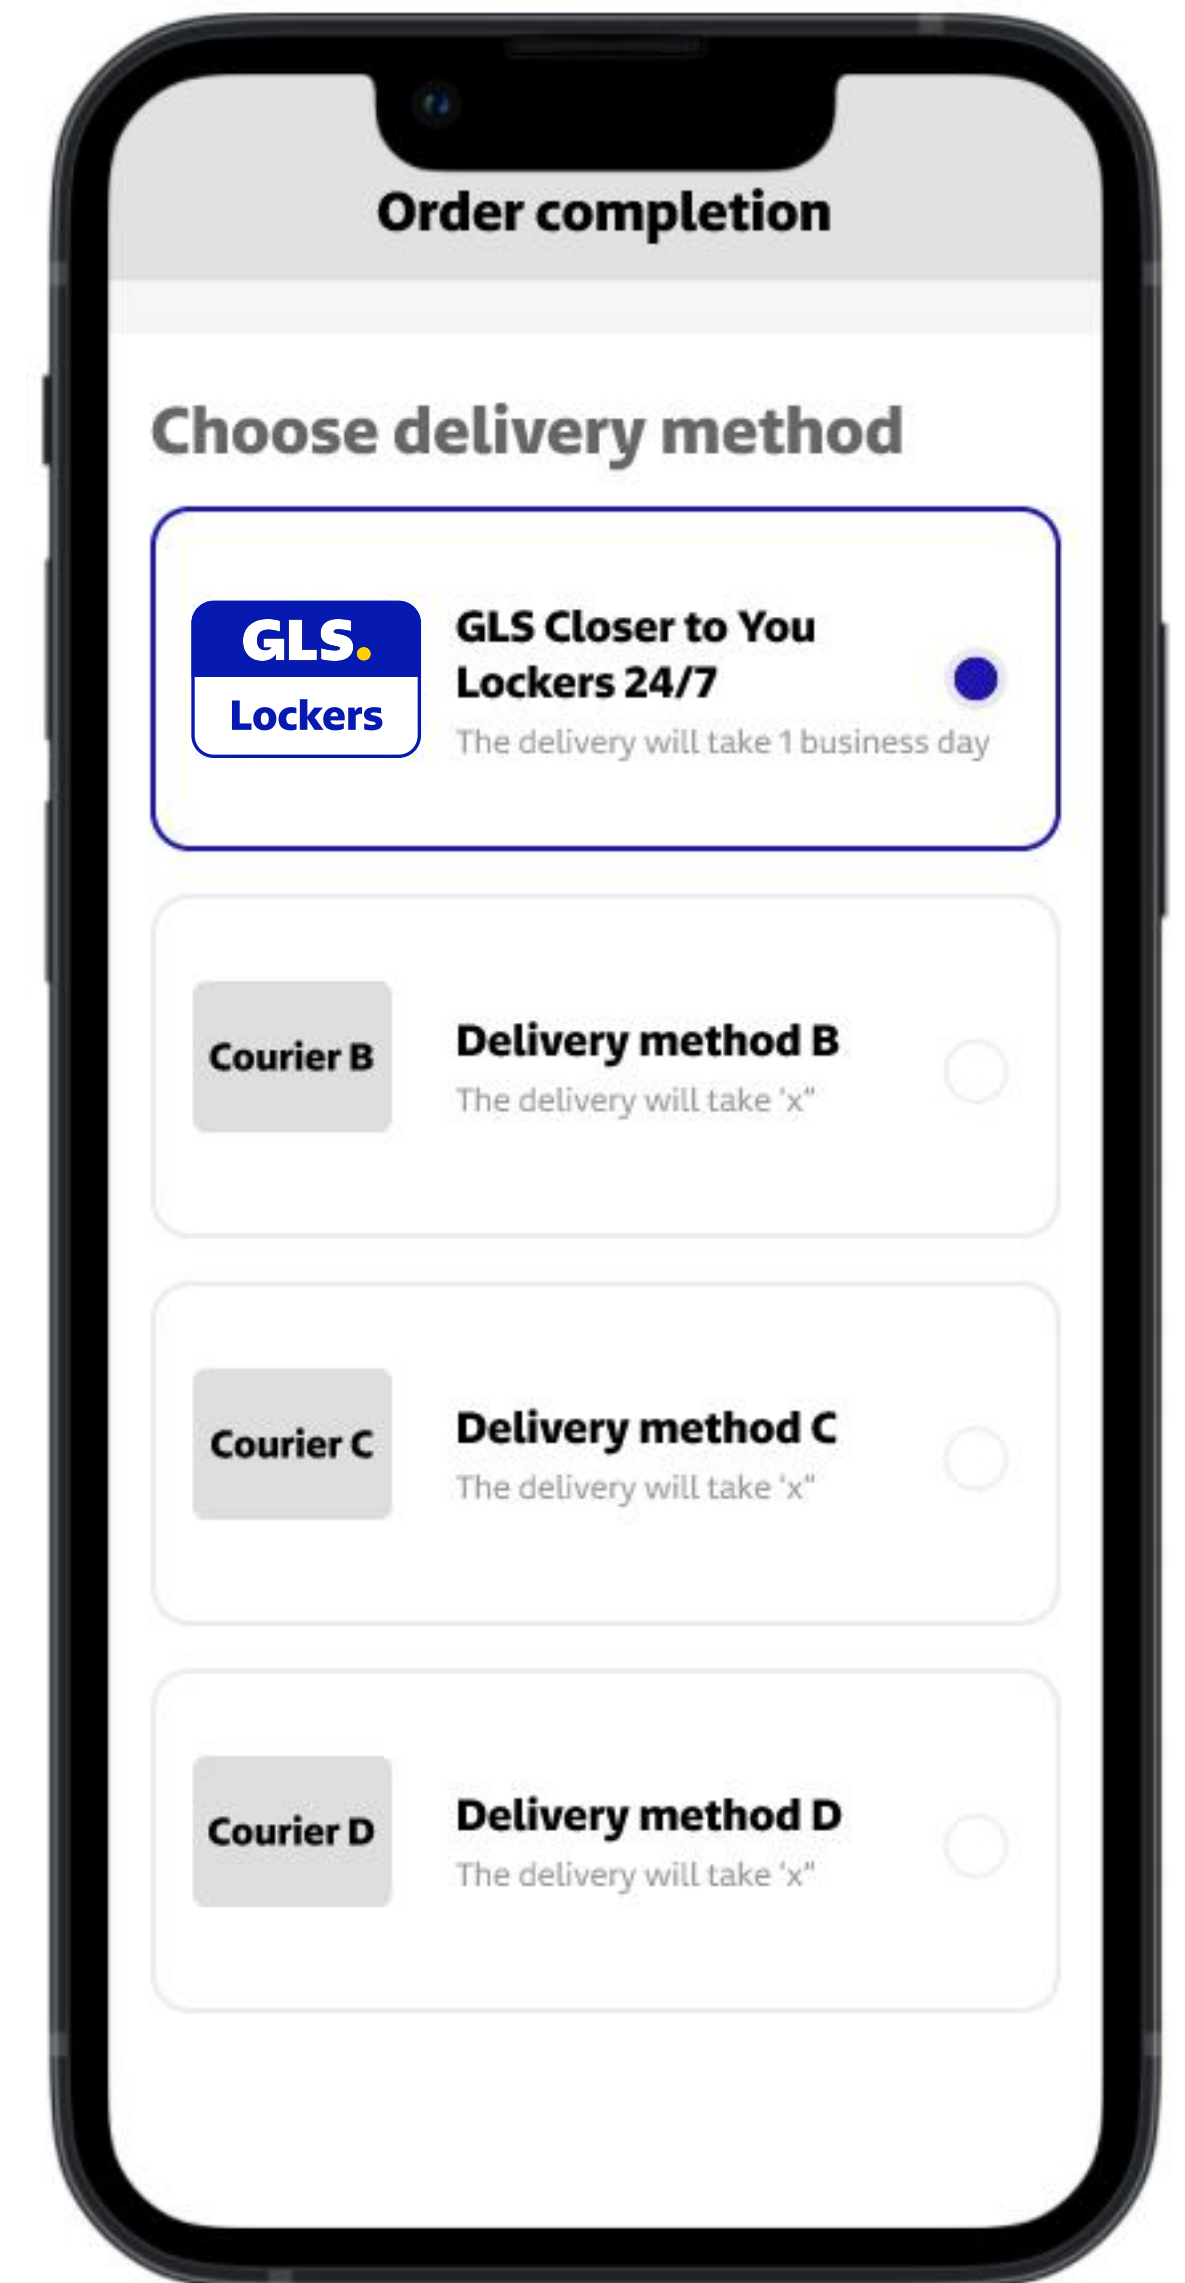 Order completion
Choose delivery method
GLS.
Lockers
GLS Closer to You
Lockers 24/7
The delivery will take 1 business day
Courier B
Delivery method B
The delivery will take ‘x”
Courier C
Delivery method C
The delivery will take ‘x”
Courier D
Delivery method D
The delivery will take ‘x”